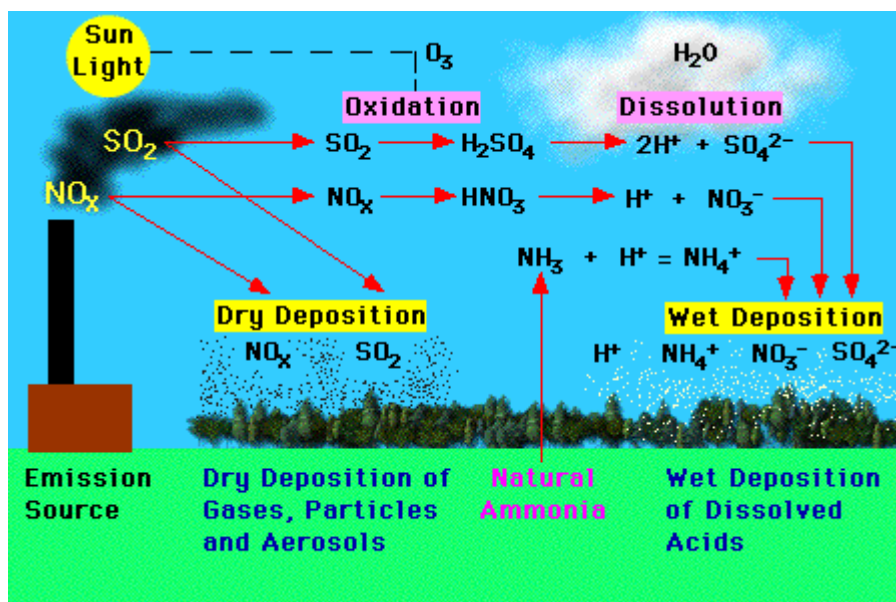 Sun
Light
O₃
H₂O
Oxidation
Dissolution
SO₂
SO₂
H₂SO₄
2H⁺ + SO₄²⁻
NOₓ
NOₓ
HNO₃
H⁺ + NO₃⁻
NH₃ + H⁺ = NH₄⁺
Dry Deposition
Wet Deposition
NOₓ SO₂
H⁺ NH₄⁺ NO₃⁻ SO₄²⁻
Emission
Source
Dry Deposition of
Gases, Particles
and Aerosols
Natural
Ammonia
Wet Deposition
of Dissolved
Acids